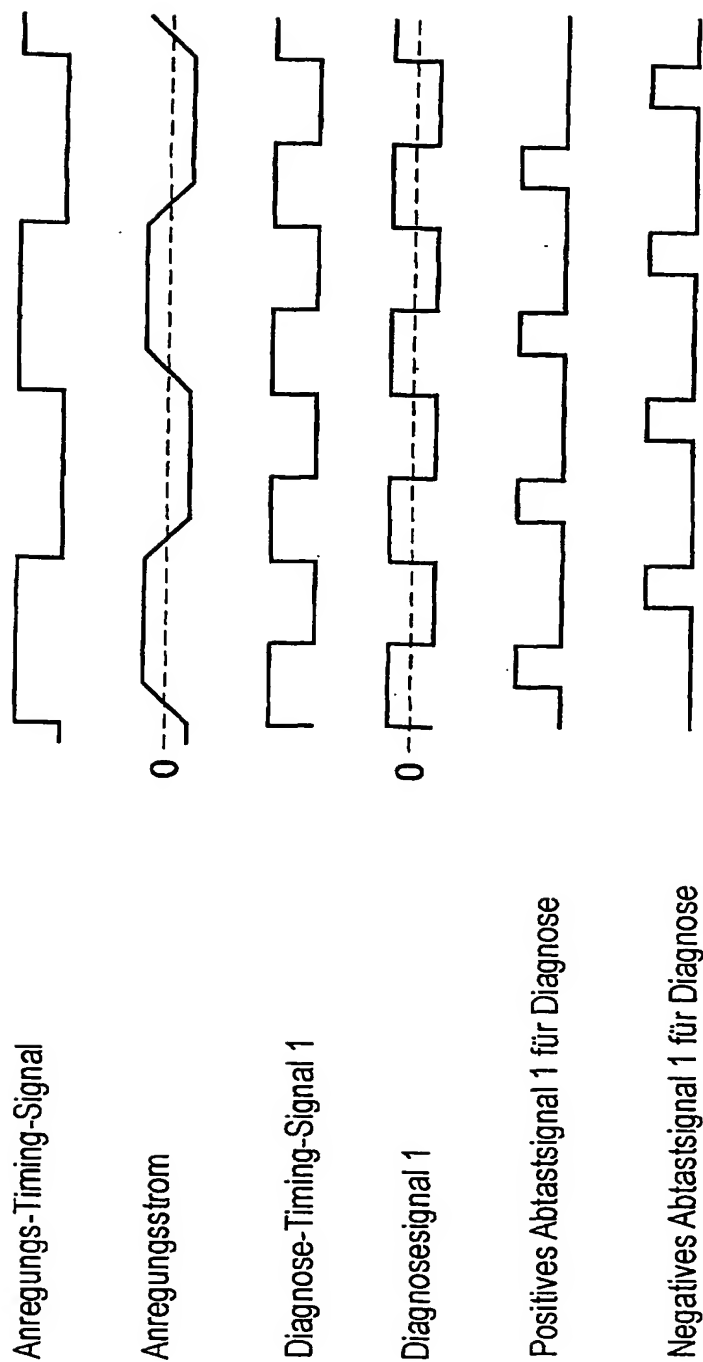 Anregungs-Timing-Signal
Anregungsstrom
0
Diagnose-Timing-Signal 1
Diagnosesignal 1
0
Positives Abtastsignal 1 für Diagnose
Negatives Abtastsignal 1 für Diagnose